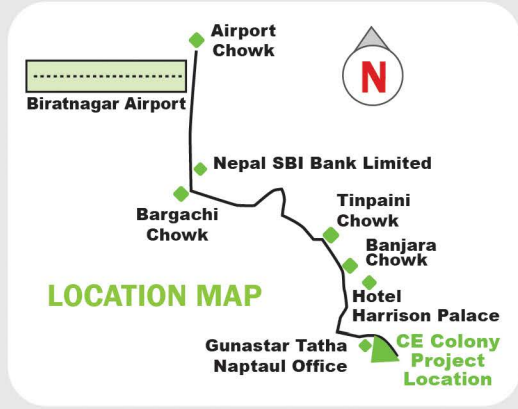 Airport
Chowk
N
Biratnagar Airport
Nepal SBI Bank Limited
Bargachi
Chowk
Tinpaini
Chowk
Banjara
Chowk
LOCATION MAP
Hotel
Harrison Palace
Gunastar Tatha
Naptaul Office
CE Colony
Project
Location